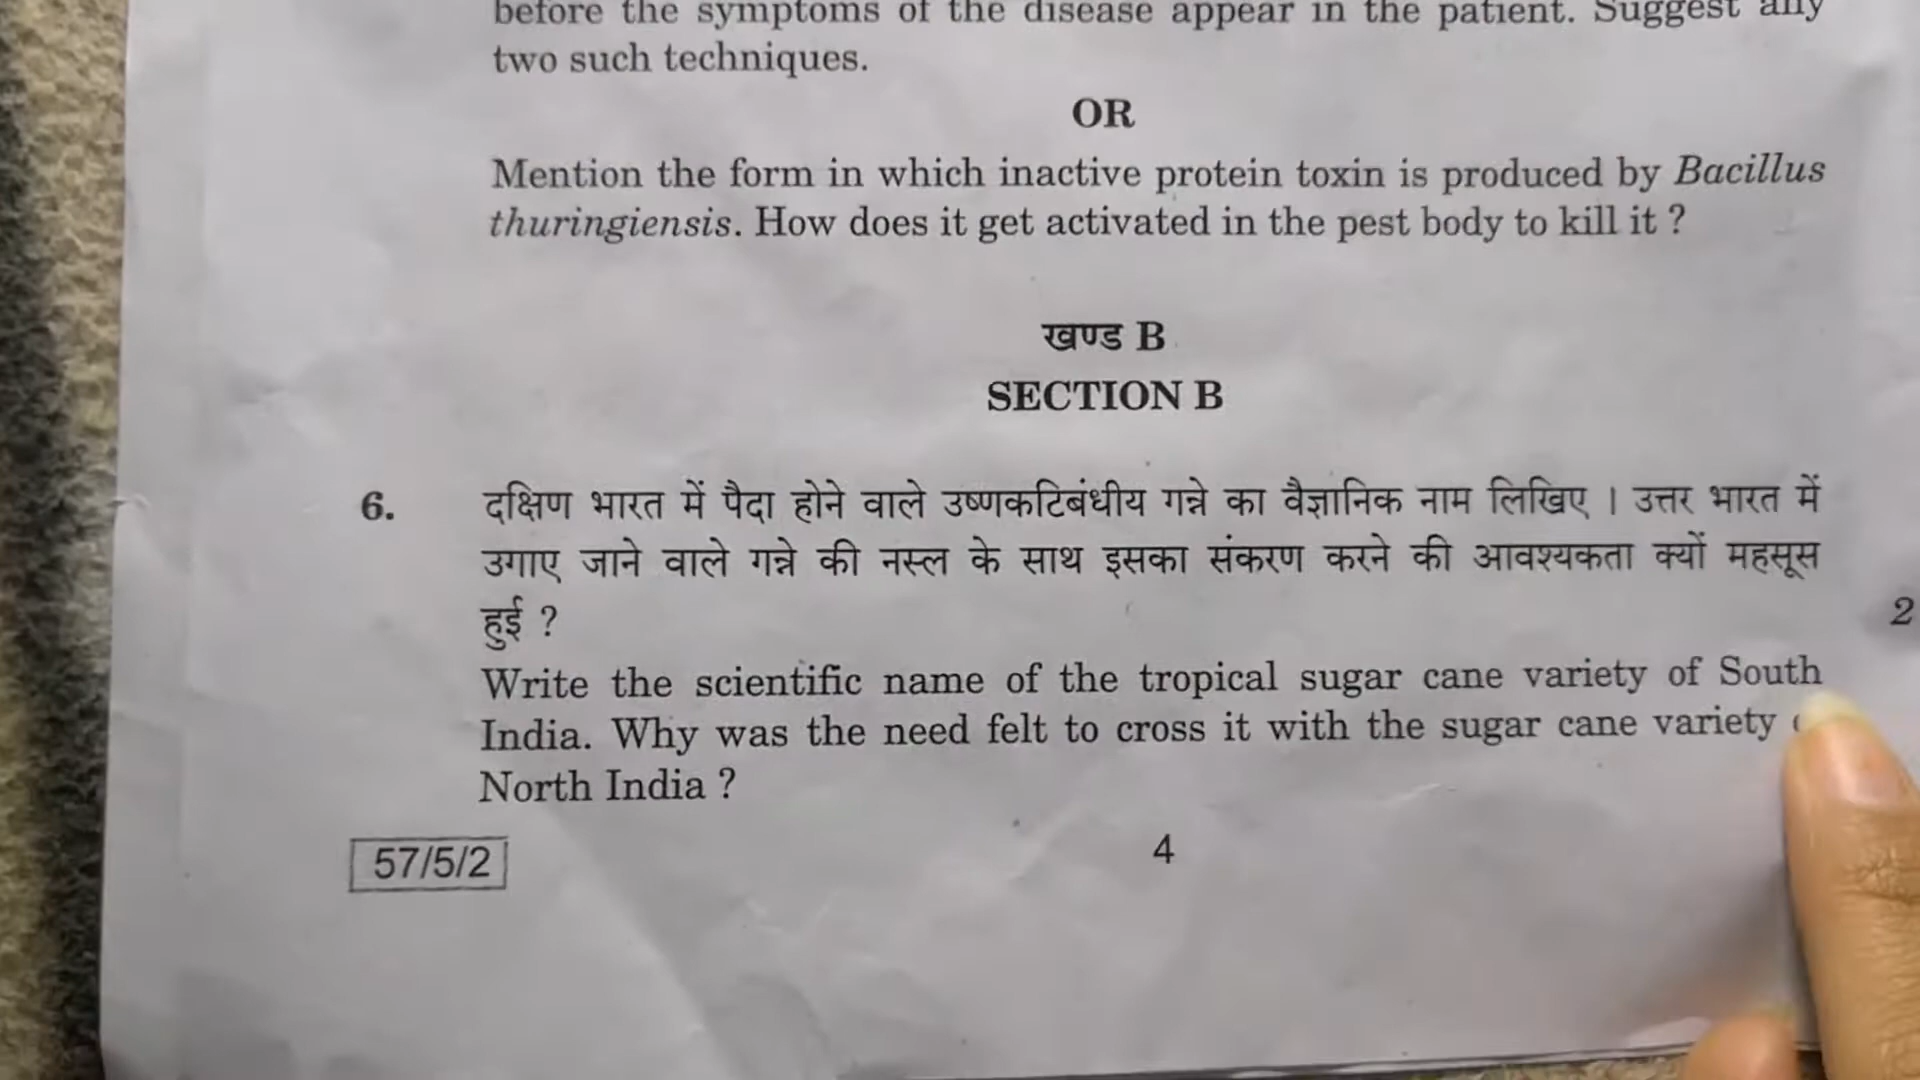 before the symptoms of the disease appear in the patient. Suggest any
two such techniques.
OR
Mention the form in which inactive protein toxin is produced by Bacillus
thuringiensis. How does it get activated in the pest body to kill it ?
खण्ड B
SECTION B
6. दक्षिण भारत में पैदा होने वाले उष्णकटिबंधीय गन्ने का वैज्ञानिक नाम लिखिए । उत्तर भारत में
उगाए जाने वाले गन्ने की नस्ल के साथ इसका संकरण करने की आवश्यकता क्यों महसूस
हुई ? 2
Write the scientific name of the tropical sugar cane variety of South
India. Why was the need felt to cross it with the sugar cane variety
North India ?
57/5/2 4